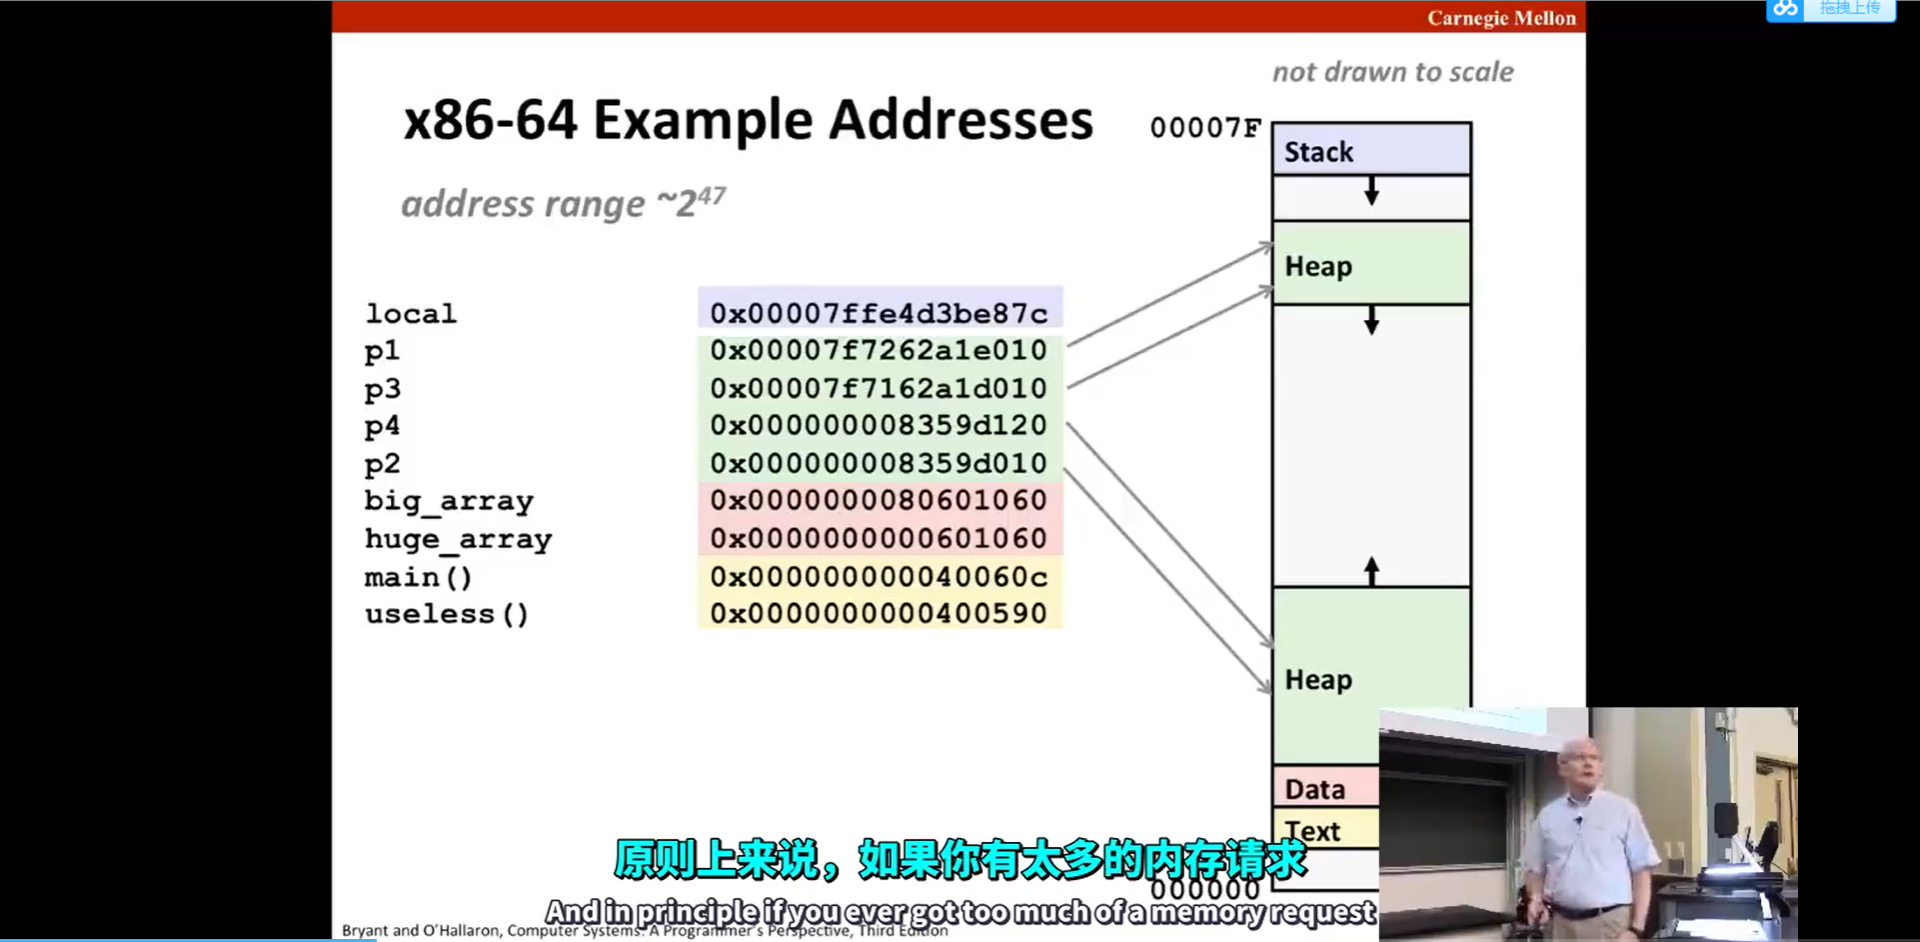 Carnegie Mellon
拖拽上传
not drawn to scale
x86-64 Example Addresses
address range ~2^47
00007F
Stack
Heap
local 0x00007ffe4d3be87c
p1 0x00007f7262a1e010
p3 0x00007f7162a1d010
p4 0x000000008359d120
p2 0x000000008359d010
big_array 0x0000000080601060
huge_array 0x0000000000601060
main() 0x000000000040060c
useless() 0x0000000000400590
Heap
Data
Text
000000
原则上来说，如果你有太多的内存请求
And in principle if you ever got too much of a memory request
Bryant and O'Hallaron, Computer Systems: A Programmer's Perspective, Third Edition